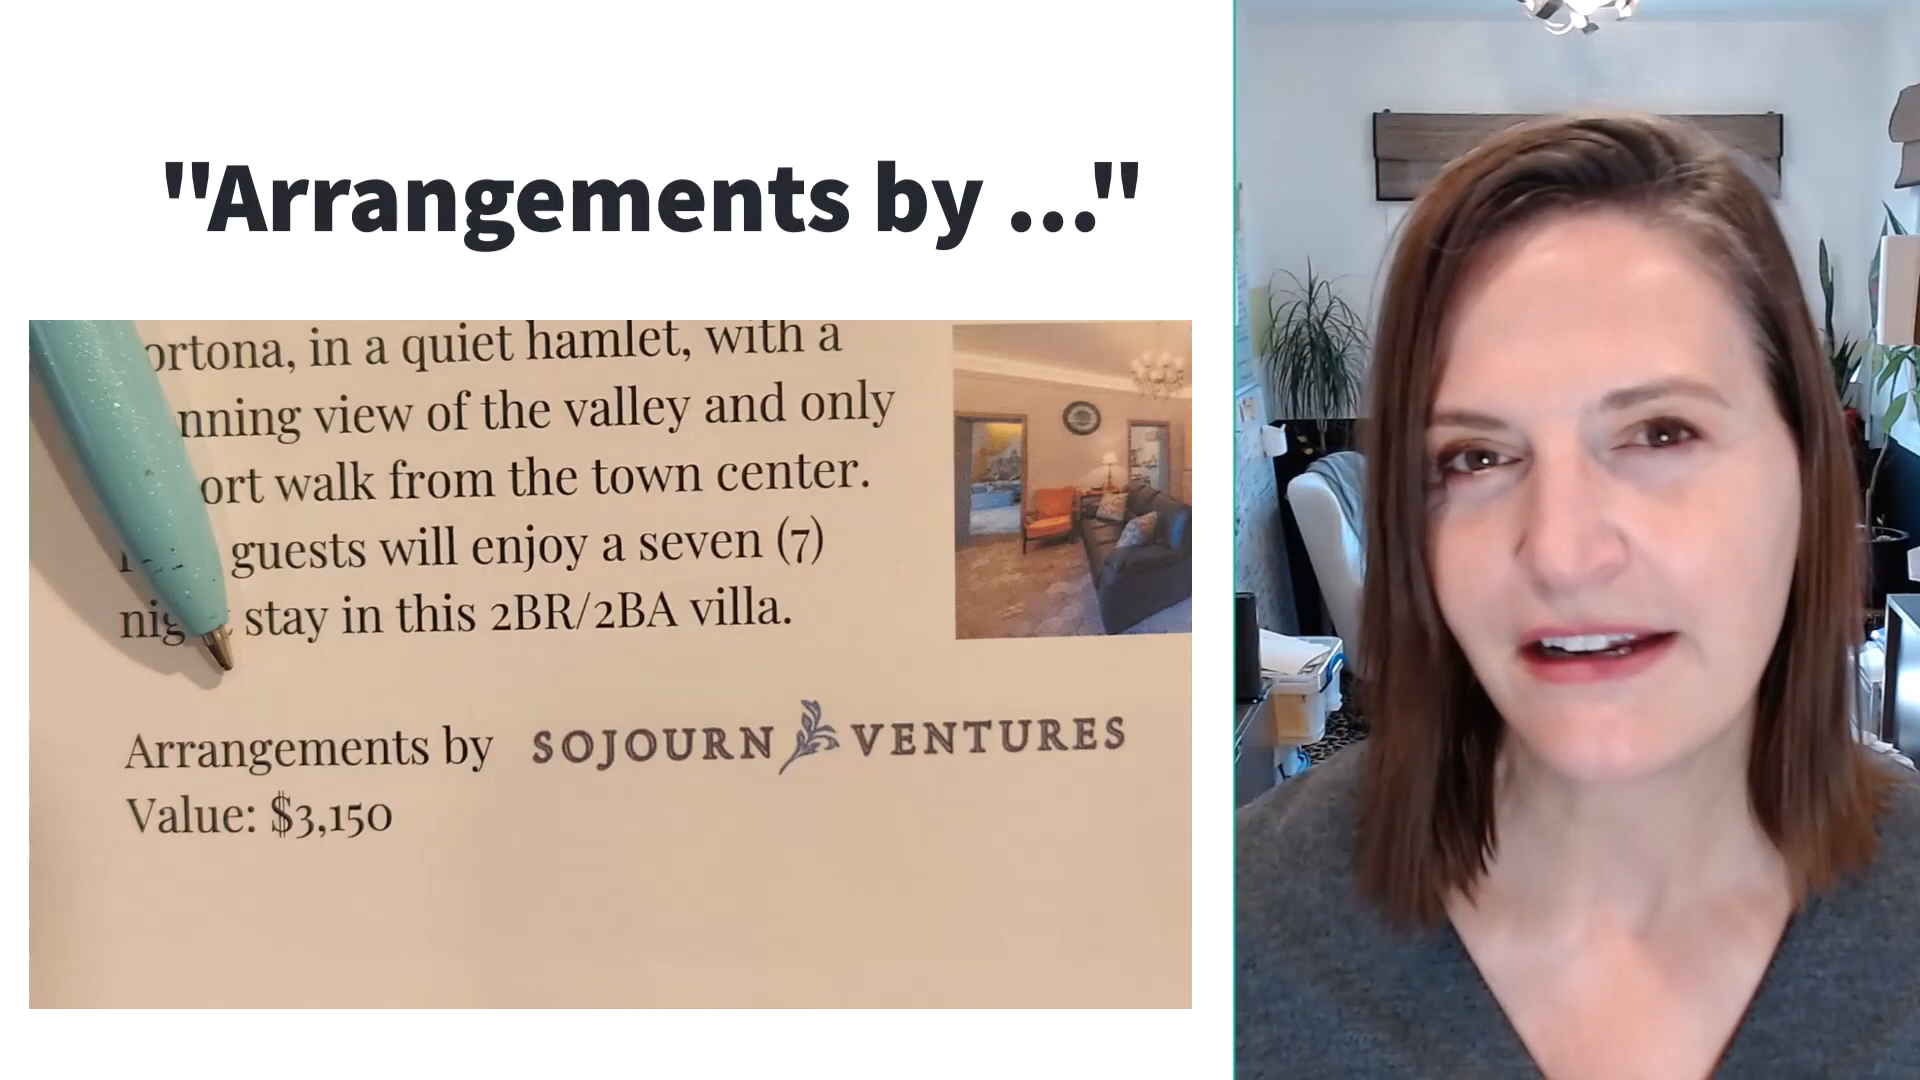 "Arrangements by ..."
ortona, in a quiet hamlet, with a
nning view of the valley and only
ort walk from the town center.
guests will enjoy a seven (7)
stay in this 2BR/2BA villa.
Arrangements by SOJOURN VENTURES
Value: $3,150